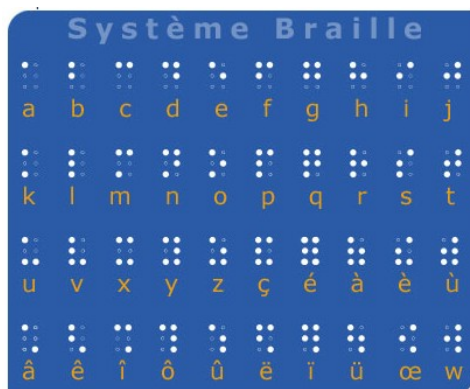 Système Braille
a b c d e f g h i j
k l m n o p q r s t
u v x y z ç é à è ù
â ê î ô û ë ï ü œ w